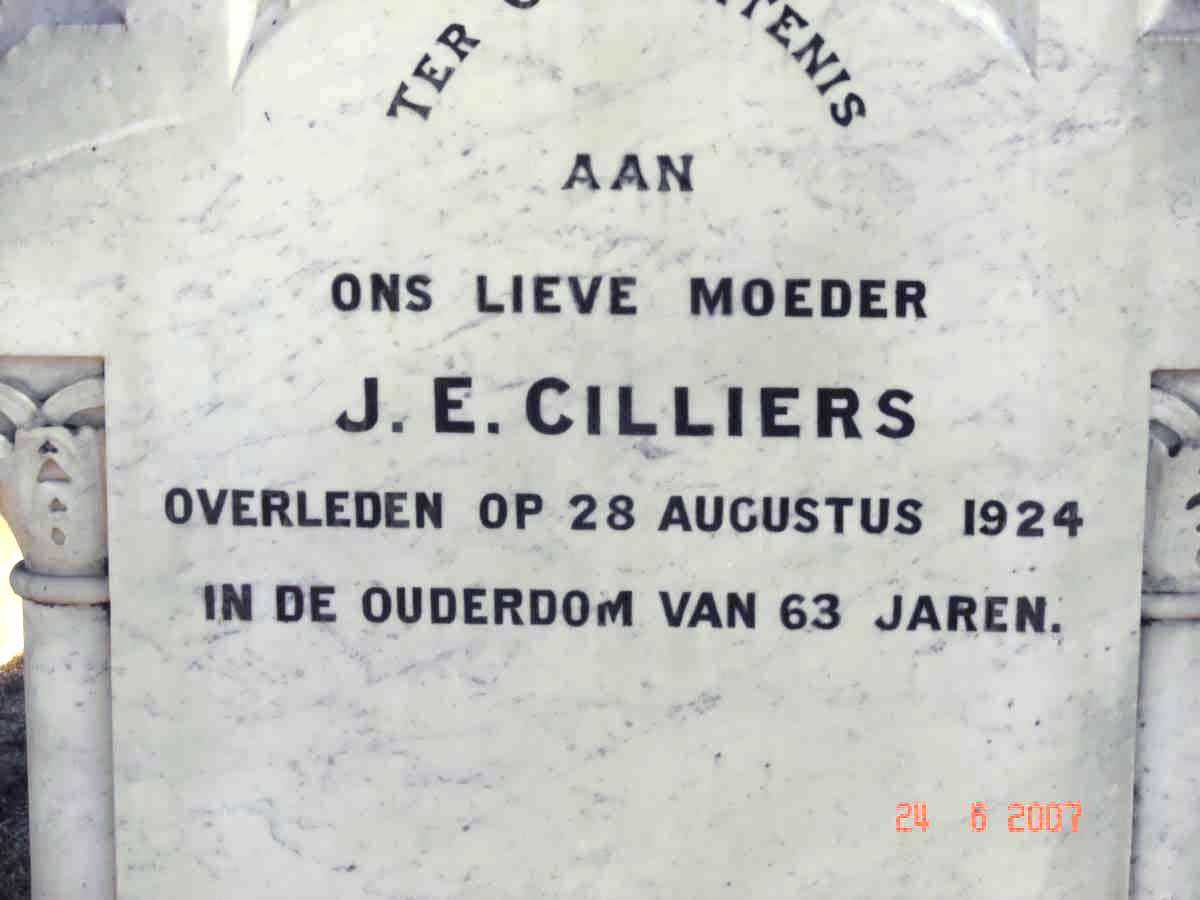 TER
AAN
ONS LIEVE MOEDER
J. E. CILLIERS
OVERLEDEN OP 28 AUGUSTUS 1924
IN DE OUDERDOM VAN 63 JAREN.
24 6 2007